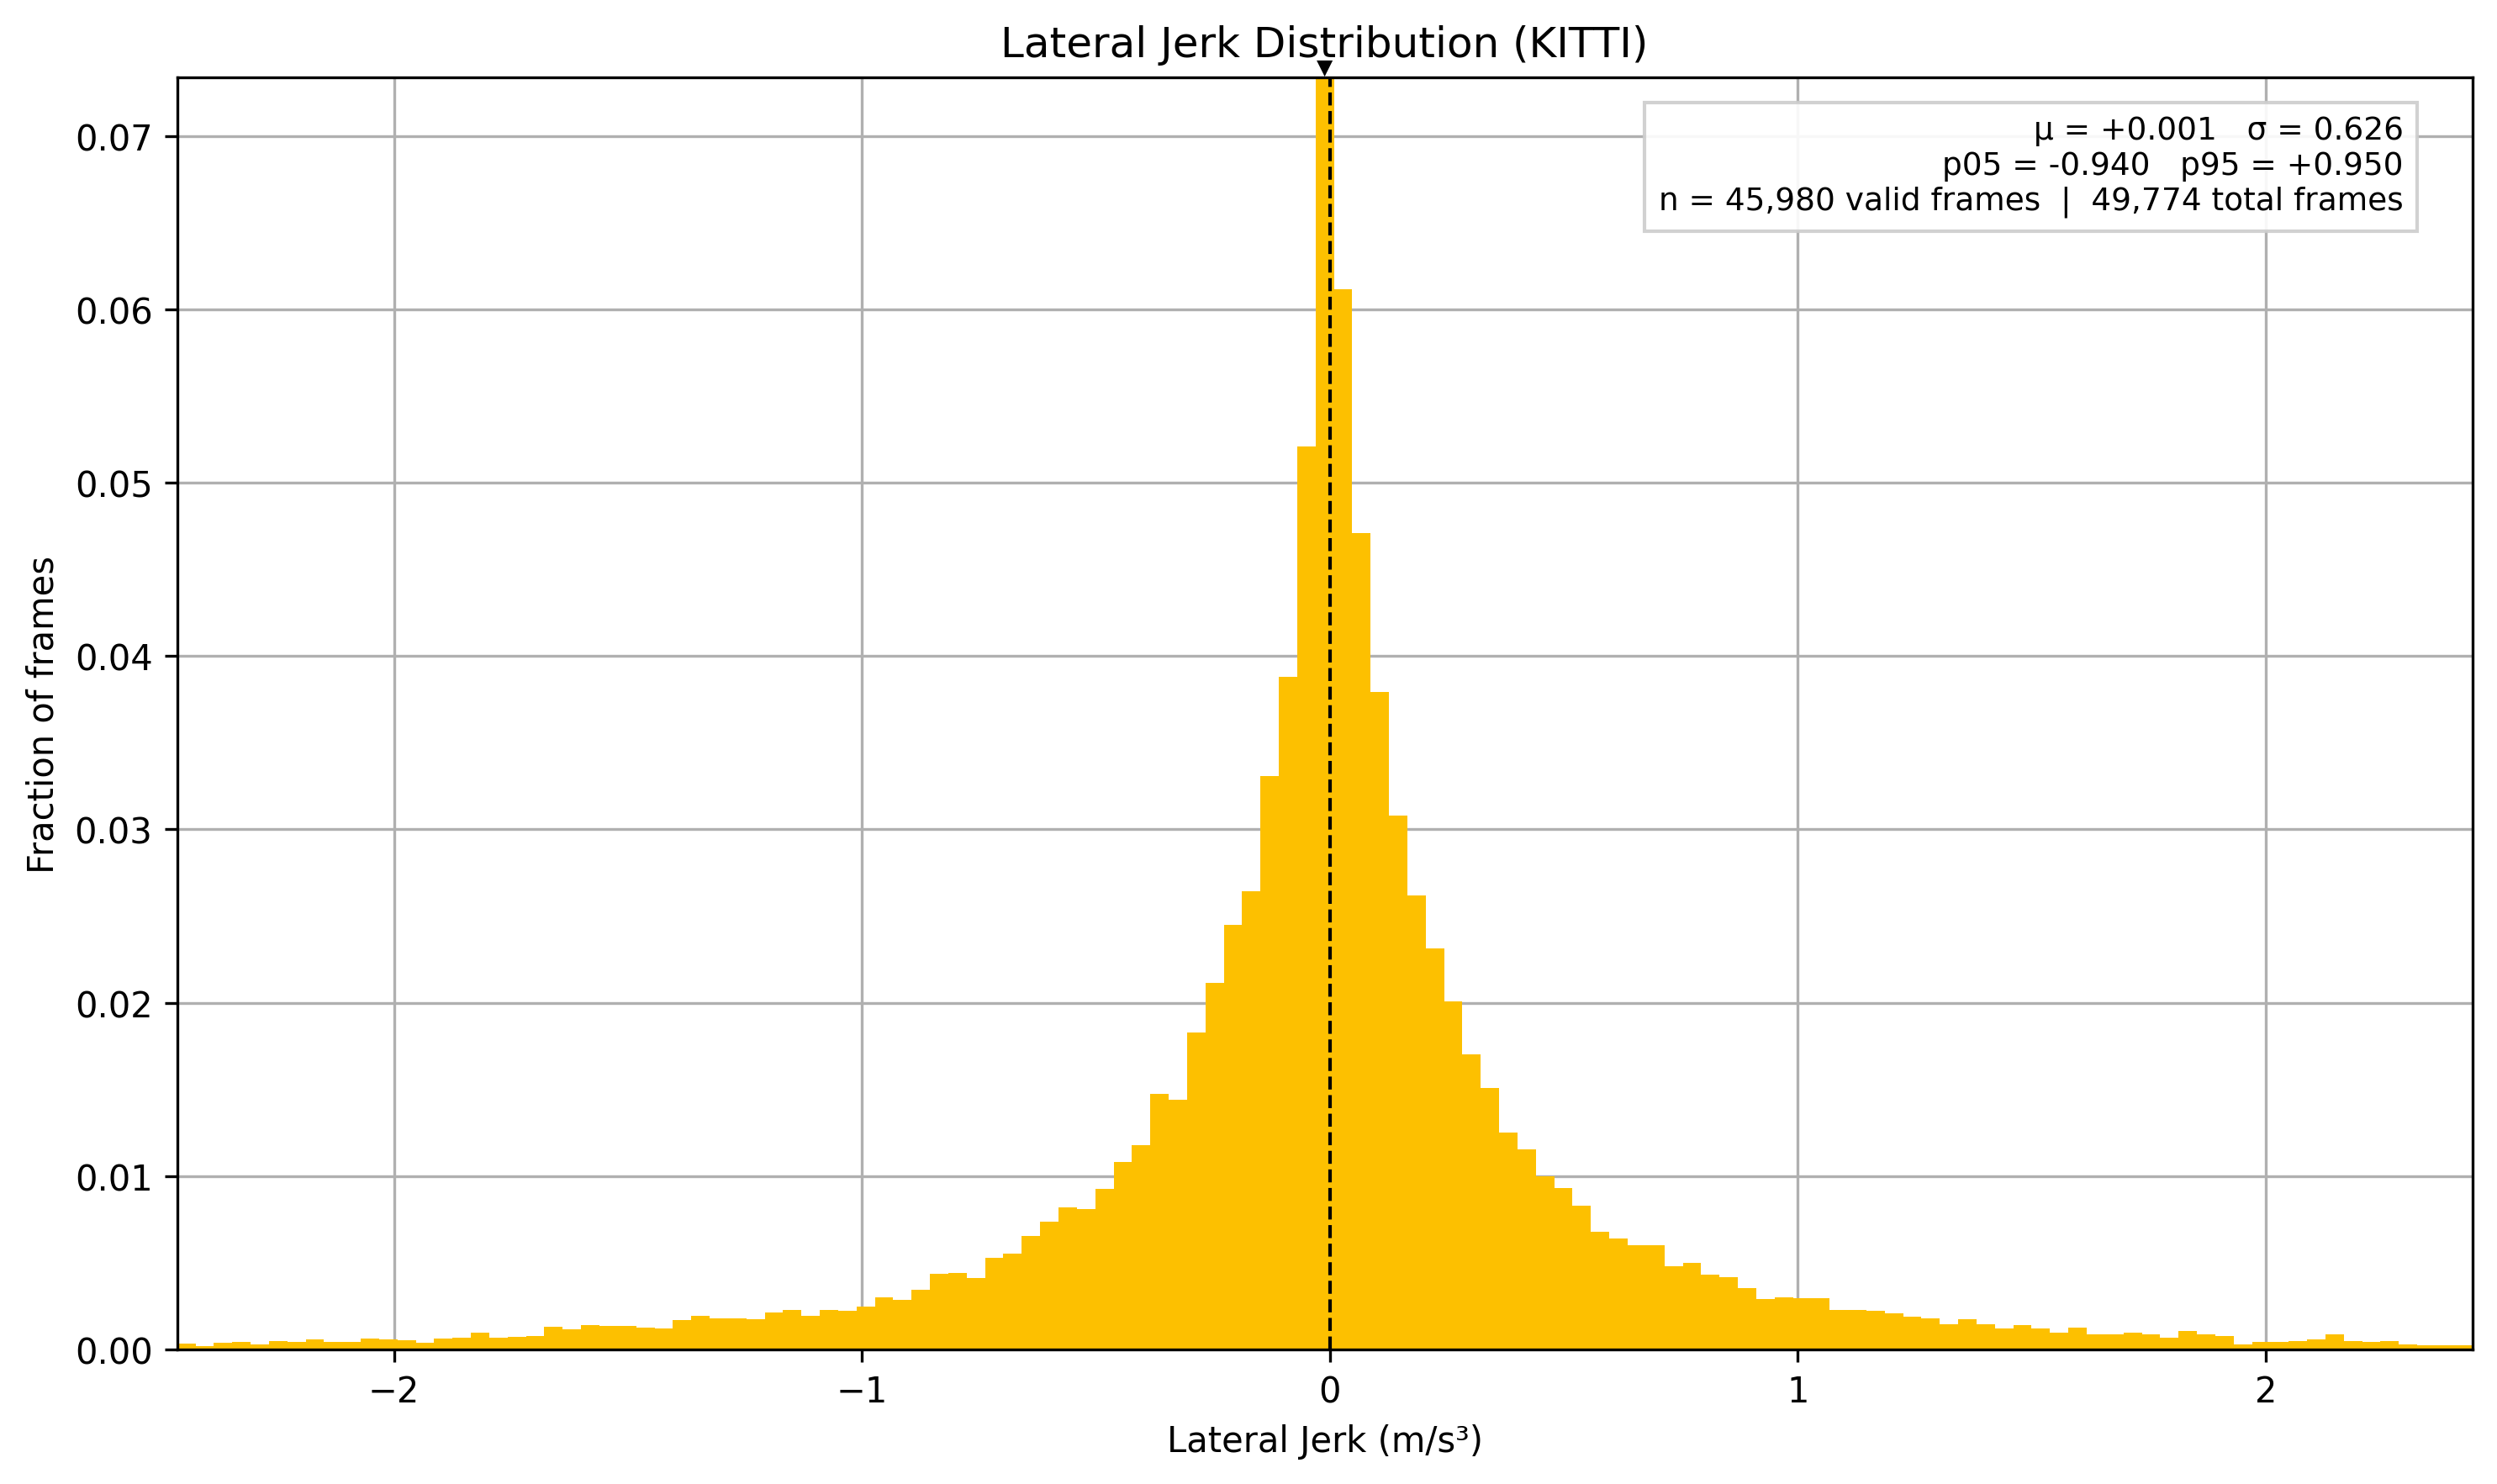 Lateral Jerk Distribution (KITTI)
μ = +0.001   σ = 0.626
p05 = -0.940   p95 = +0.950
n = 45,980 valid frames  |  49,774 total frames
Fraction of frames
0.07
0.06
0.05
0.04
0.03
0.02
0.01
0.00
−2 −1 0 1 2
Lateral Jerk (m/s³)